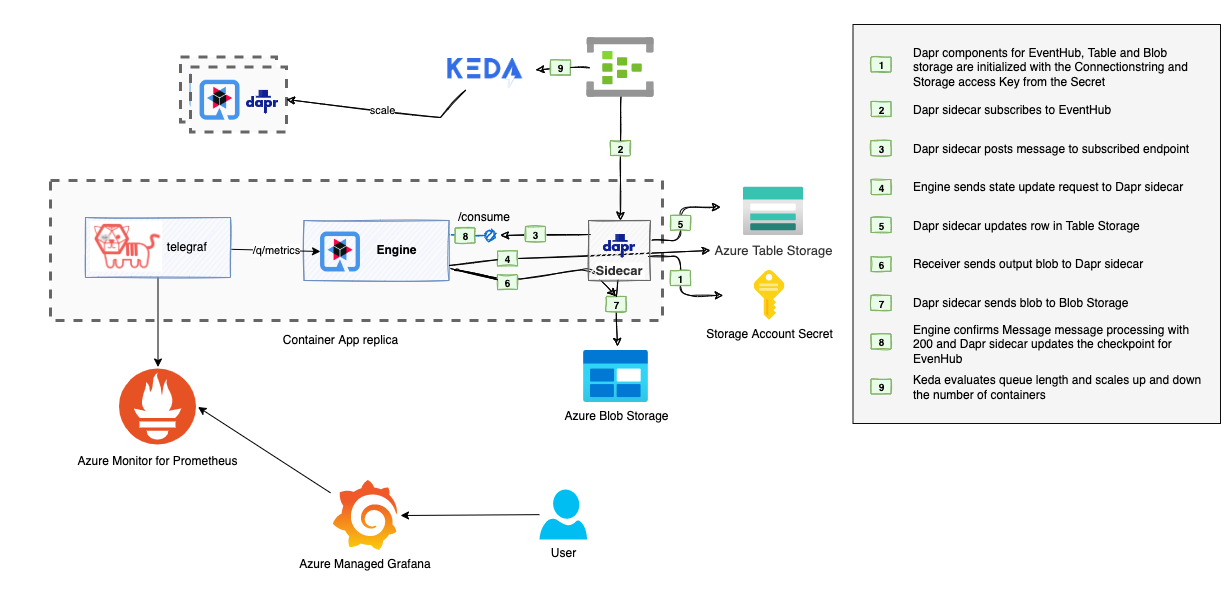 KEDA
9
dapr
scale
2
/consume
telegraf
/q/metrics
Engine
8
3
dapr
Sidecar
4
6
5
Azure Table Storage
1
7
Storage Account Secret
Container App replica
Azure Blob Storage
Azure Monitor for Prometheus
Azure Managed Grafana
User
1
Dapr components for EventHub, Table and Blob
storage are initialized with the Connectionstring and
Storage access Key from the Secret
2
Dapr sidecar subscribes to EventHub
3
Dapr sidecar posts message to subscribed endpoint
4
Engine sends state update request to Dapr sidecar
5
Dapr sidecar updates row in Table Storage
6
Receiver sends output blob to Dapr sidecar
7
Dapr sidecar sends blob to Blob Storage
8
Engine confirms Message message processing with
200 and Dapr sidecar updates the checkpoint for
EvenHub
9
Keda evaluates queue length and scales up and down
the number of containers